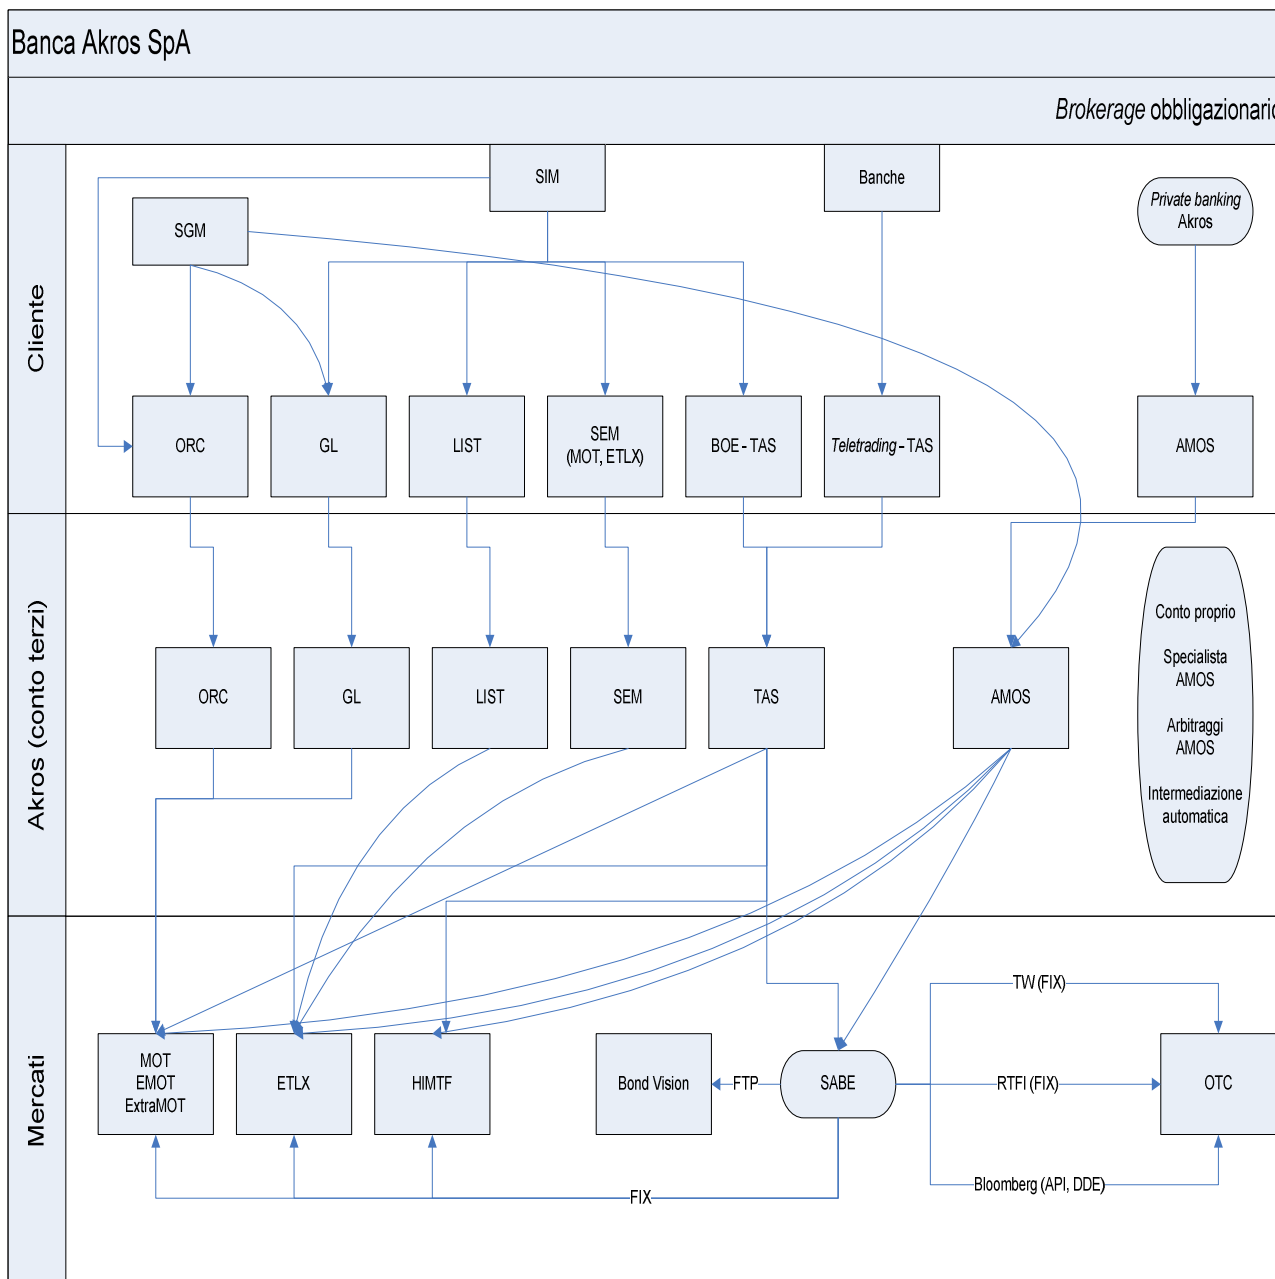 Banca Akros SpA
Brokerage obbligazionario
Cliente
SIM
Banche
Private banking
Akros
SGM
ORC
GL
LIST
SEM
(MOT, ETLX)
BOE - TAS
Teletrading - TAS
AMOS
Akros (conto terzi)
ORC
GL
LIST
SEM
TAS
AMOS
Conto proprio
Specialista
AMOS
Arbitraggi
AMOS
Intermediazione
automatica
Mercati
MOT
EMOT
ExtraMOT
ETLX
HIMTF
Bond Vision
FTP
SABE
TW (FIX)
RTFI (FIX)
Bloomberg (API, DDE)
OTC
FIX